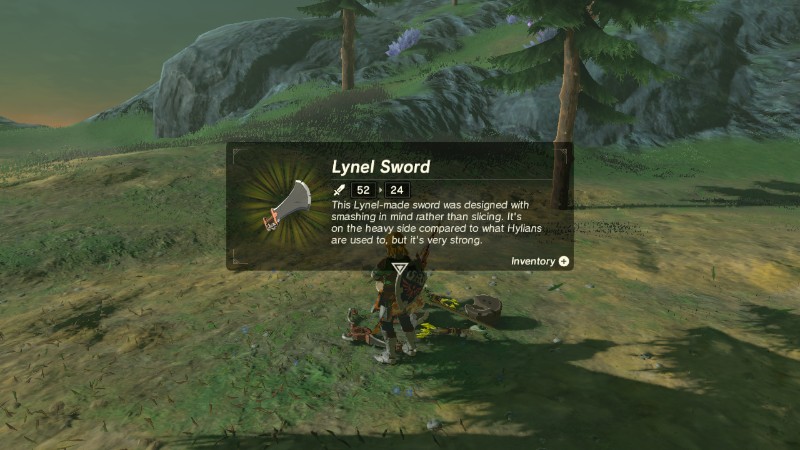 Lynel Sword
52 24
This Lynel-made sword was designed with
smashing in mind rather than slicing. It's
on the heavy side compared to what Hylians
are used to, but it's very strong.
Inventory